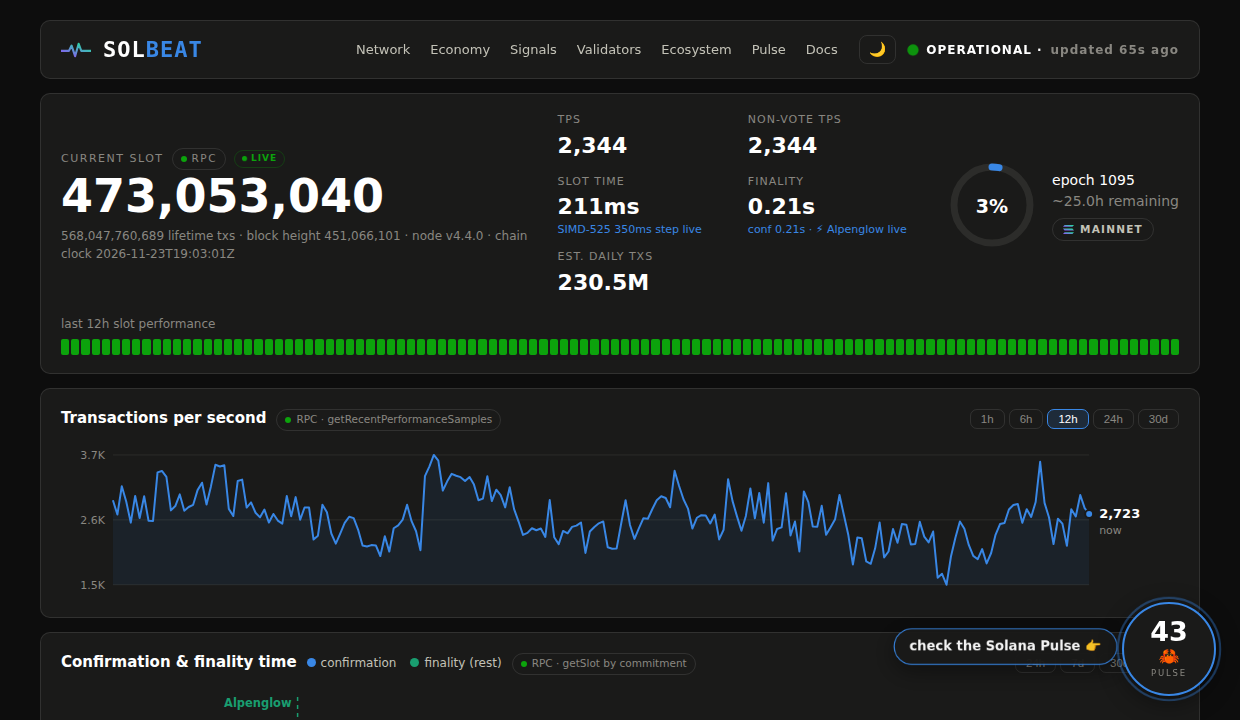 SOLBEAT
Network Economy Signals Validators Ecosystem Pulse Docs
OPERATIONAL · updated 65s ago
CURRENT SLOT RPC LIVE
473,053,040
568,047,760,689 lifetime txs · block height 451,066,101 · node v4.4.0 · chain
clock 2026-11-23T19:03:01Z
TPS
2,344
NON-VOTE TPS
2,344
SLOT TIME
211ms
SIMD-525 350ms step live
FINALITY
0.21s
conf 0.21s · ⚡ Alpenglow live
EST. DAILY TXS
230.5M
3%
epoch 1095
~25.0h remaining
MAINNET
last 12h slot performance
Transactions per second RPC · getRecentPerformanceSamples
1h 6h 12h 24h 30d
3.7K
2.6K
1.5K
2,723
now
Confirmation & finality time confirmation finality (rest) RPC · getSlot by commitment
Alpenglow
check the Solana Pulse 👉
43
🦀
PULSE